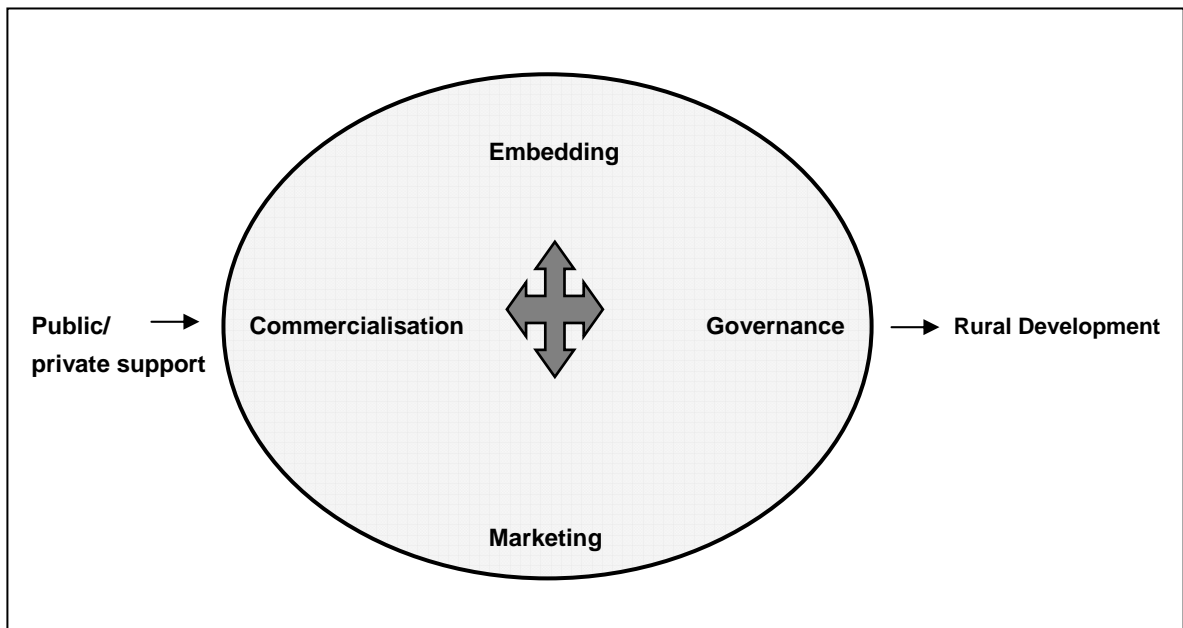 Embedding
Public/
private support
Commercialisation
Governance
Rural Development
Marketing